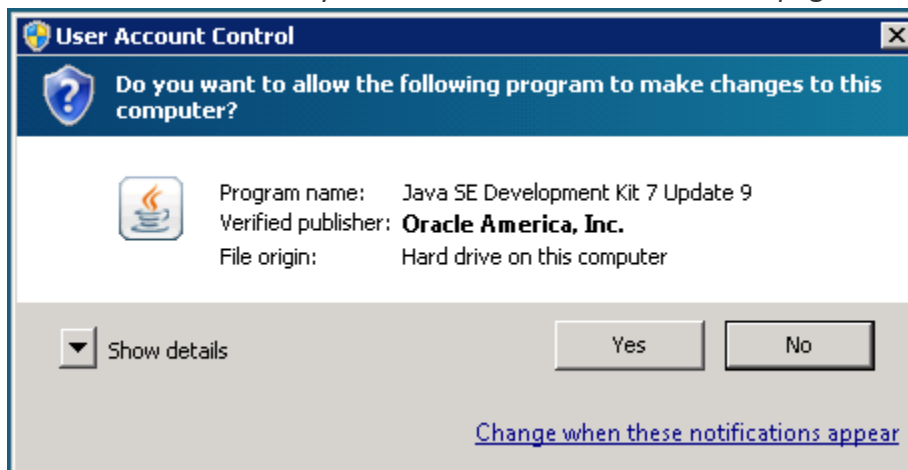 User Account Control
Do you want to allow the following program to make changes to this
computer?
Program name: Java SE Development Kit 7 Update 9
Verified publisher: Oracle America, Inc.
File origin: Hard drive on this computer
Show details
Yes
No
Change when these notifications appear